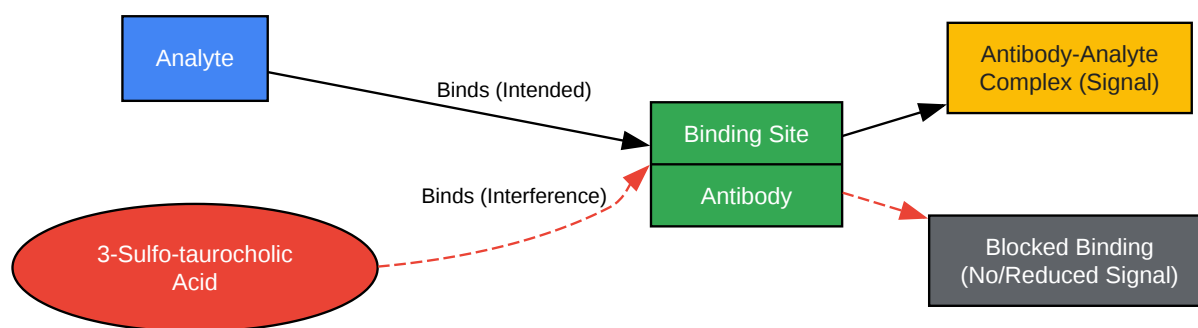 Analyte
Binds (Intended)
Antibody-Analyte
Complex (Signal)
Binding Site
Antibody
Binds (Interference)
3-Sulfo-taurocholic
Acid
Blocked Binding
(No/Reduced Signal)